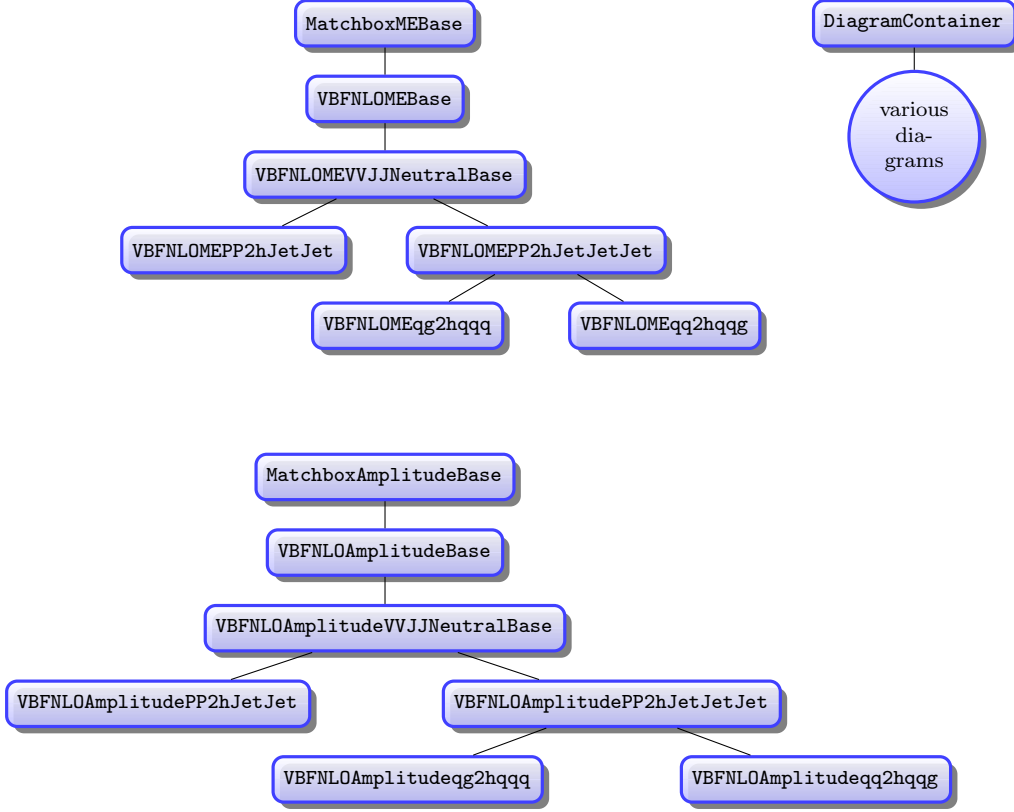 MatchboxMEBase
DiagramContainer
VBFNLOMEBase
various
dia-
grams
VBFNLOMEVVJJNeutralBase
VBFNLOMEPP2hJetJet
VBFNLOMEPP2hJetJetJet
VBFNLOMEqg2hqqq
VBFNLOMEqq2hqqg
MatchboxAmplitudeBase
VBFNLOAmplitudeBase
VBFNLOAmplitudeVVJJNeutralBase
VBFNLOAmplitudePP2hJetJet
VBFNLOAmplitudePP2hJetJetJet
VBFNLOAmplitudeqg2hqqq
VBFNLOAmplitudeqq2hqqg